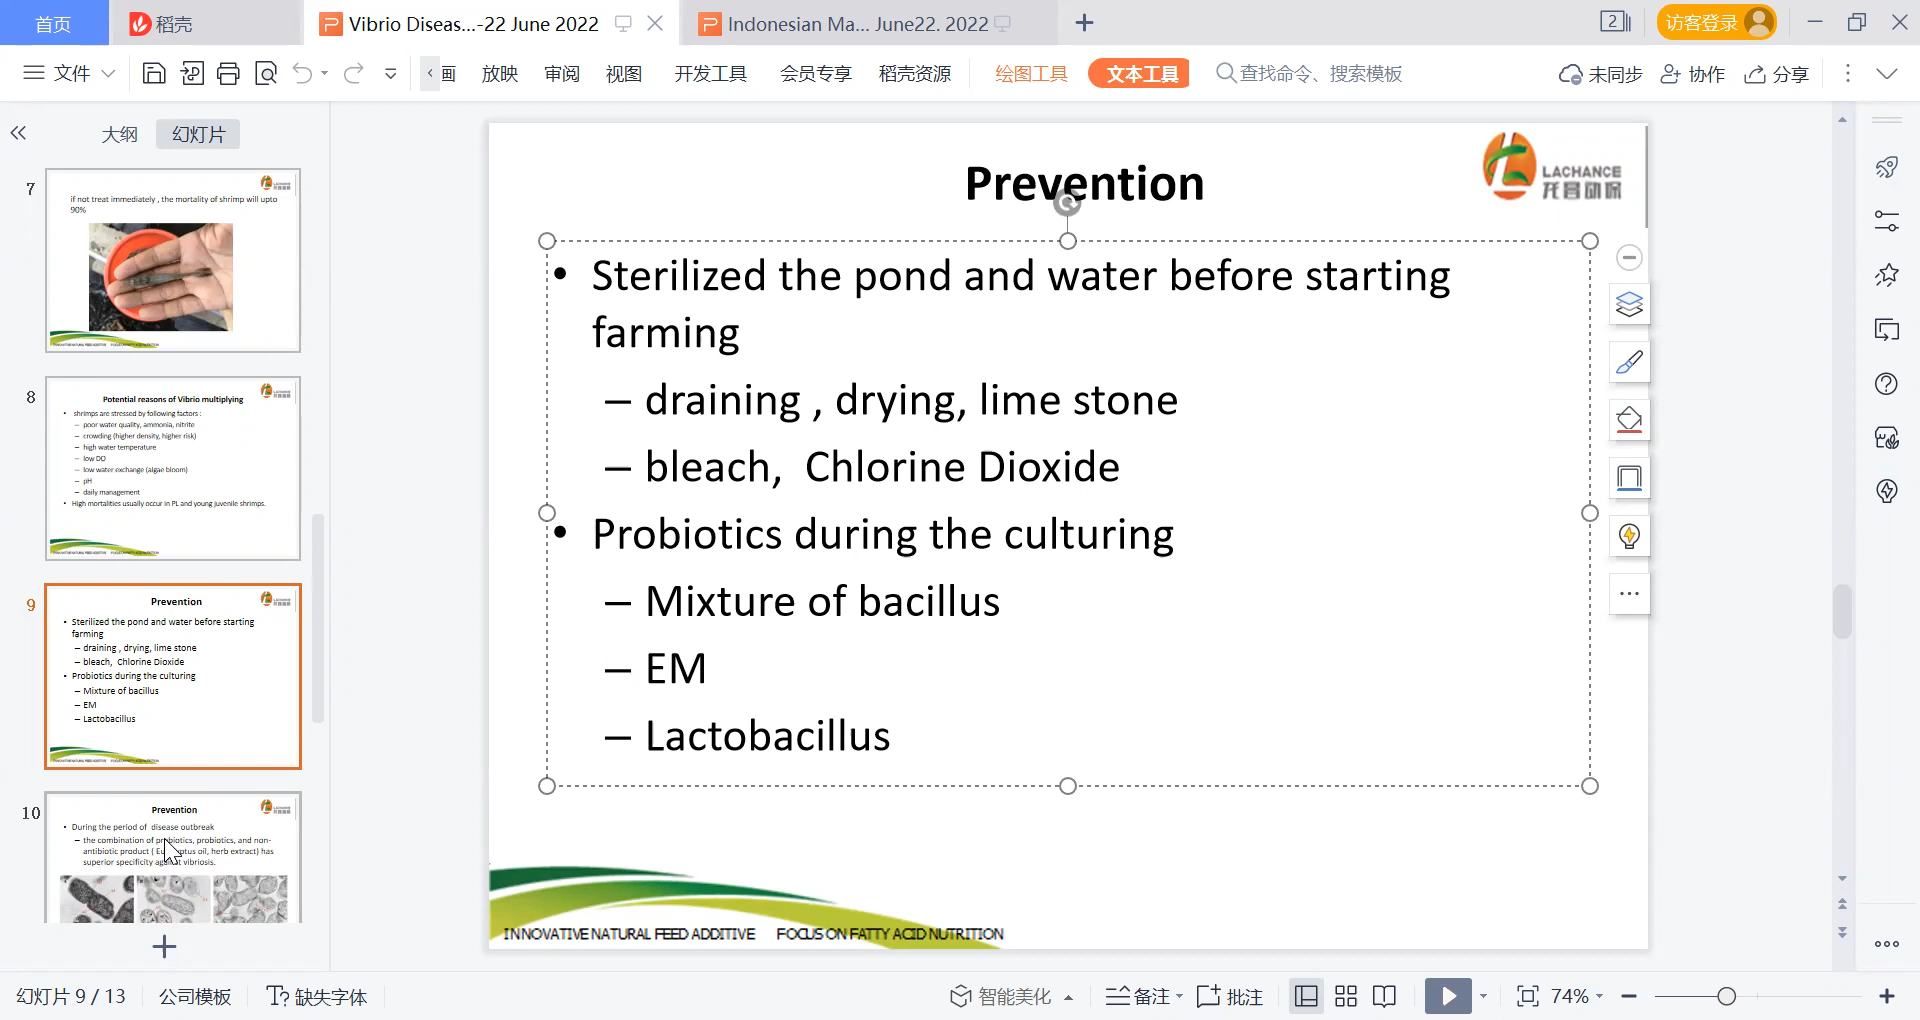 首页
稻壳
Vibrio Diseas...-22 June 2022
Indonesian Ma... June22. 2022
2
访客登录
文件
画
放映
审阅
视图
开发工具
会员专享
稻壳资源
绘图工具
文本工具
查找命令、搜索模板
未同步
协作
分享
大纲
幻灯片
7
if not treat immediately , the mortality of shrimp will upto
90%
8
Potential reasons of Vibrio multiplying
• shrimps are stressed by following factors :
– poor water quality, ammonia, nitrite
– crowding (higher density, higher risk)
– high water temperature
– low DO
– low water exchange (algae bloom)
– pH
– daily management
• High mortalities usually occur in PL and young juvenile shrimps.
9
Prevention
• Sterilized the pond and water before starting
farming
– draining , drying, lime stone
– bleach, Chlorine Dioxide
• Probiotics during the culturing
– Mixture of bacillus
– EM
– Lactobacillus
10
Prevention
• During the period of disease outbreak
– the combination of prebiotics, probiotics, and non-
antibiotic product ( Eucalyptus oil, herb extract) has
superior specificity against vibriosis.
Prevention
LACHANCE
• Sterilized the pond and water before starting
farming
– draining , drying, lime stone
– bleach, Chlorine Dioxide
• Probiotics during the culturing
– Mixture of bacillus
– EM
– Lactobacillus
INNOVATIVE NATURAL FEED ADDITIVE FOCUS ON FATTY ACID NUTRITION
幻灯片 9 / 13
公司模板
缺失字体
智能美化
备注
批注
74%